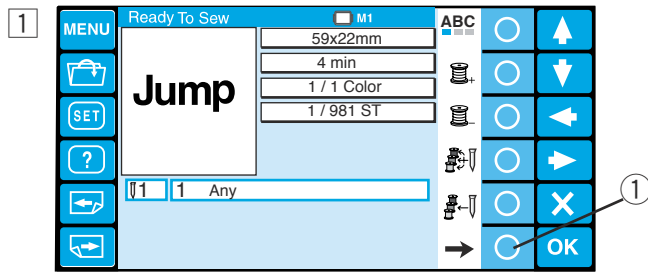 1
MENU Ready To Sew M1 ABC
59x22mm
4 min
Jump 1 / 1 Color
SET 1 / 981 ST
?
1 1 Any
1
X
OK